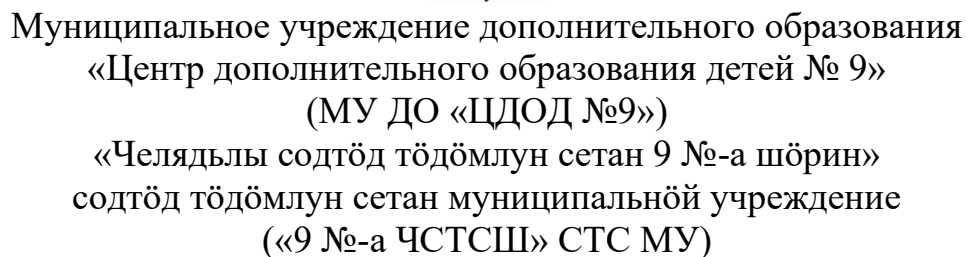 Муниципальное учреждение дополнительного образования
«Центр дополнительного образования детей № 9»
(МУ ДО «ЦДОД №9»)
«Челядьлы содтӧд тӧдӧмлун сетан 9 №-а шӧрин»
содтӧд тӧдӧмлун сетан муниципальнӧй учреждение
(«9 №-а ЧСТСШ» СТС МУ)